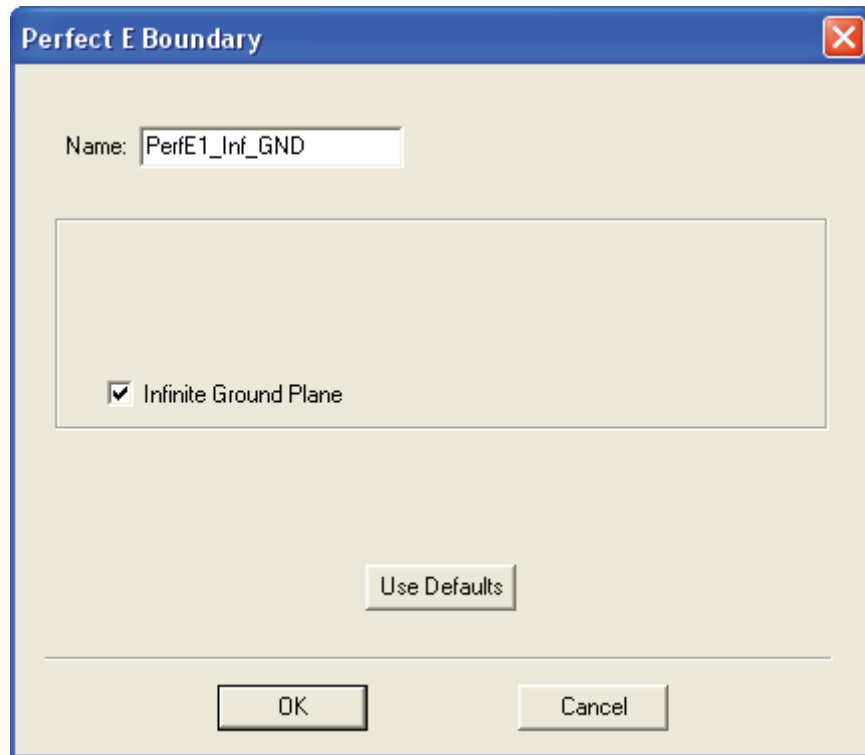 Perfect E Boundary
Name: PerfE1_Inf_GND
Infinite Ground Plane
Use Defaults
OK Cancel